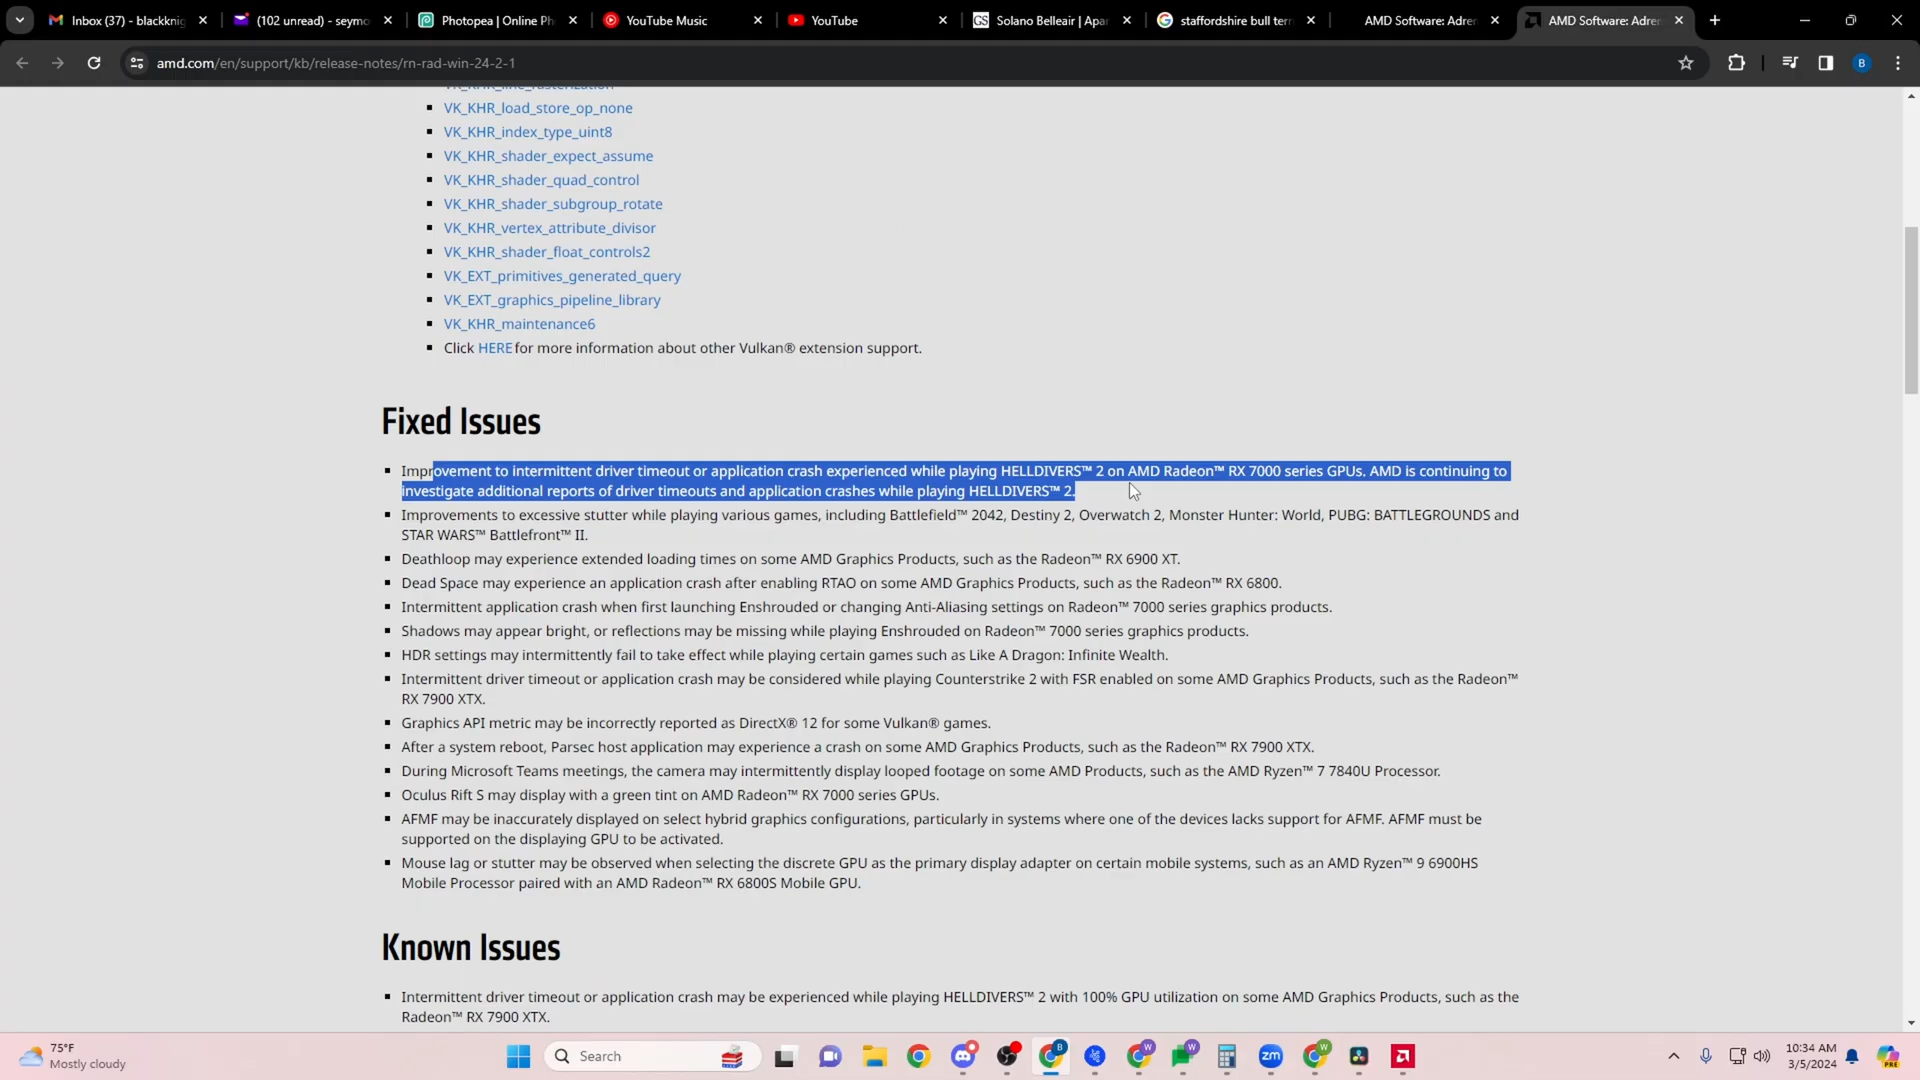 Inbox (37) - blackknig
(102 unread) - seymo
Photopea | Online Ph
YouTube Music
YouTube
GS Solano Belleair | Apar
staffordshire bull terr
AMD Software: Adren
AMD Software: Adren
amd.com/en/support/kb/release-notes/rn-rad-win-24-2-1
B
VK_KHR_line_rasterization
VK_KHR_load_store_op_none
VK_KHR_index_type_uint8
VK_KHR_shader_expect_assume
VK_KHR_shader_quad_control
VK_KHR_shader_subgroup_rotate
VK_KHR_vertex_attribute_divisor
VK_KHR_shader_float_controls2
VK_EXT_primitives_generated_query
VK_EXT_graphics_pipeline_library
VK_KHR_maintenance6
Click HERE for more information about other Vulkan® extension support.
Fixed Issues
Improvement to intermittent driver timeout or application crash experienced while playing HELLDIVERS™ 2 on AMD Radeon™ RX 7000 series GPUs. AMD is continuing to
investigate additional reports of driver timeouts and application crashes while playing HELLDIVERS™ 2.
Improvements to excessive stutter while playing various games, including Battlefield™ 2042, Destiny 2, Overwatch 2, Monster Hunter: World, PUBG: BATTLEGROUNDS and
STAR WARS™ Battlefront™ II.
Deathloop may experience extended loading times on some AMD Graphics Products, such as the Radeon™ RX 6900 XT.
Dead Space may experience an application crash after enabling RTAO on some AMD Graphics Products, such as the Radeon™ RX 6800.
Intermittent application crash when first launching Enshrouded or changing Anti-Aliasing settings on Radeon™ 7000 series graphics products.
Shadows may appear bright, or reflections may be missing while playing Enshrouded on Radeon™ 7000 series graphics products.
HDR settings may intermittently fail to take effect while playing certain games such as Like A Dragon: Infinite Wealth.
Intermittent driver timeout or application crash may be considered while playing Counterstrike 2 with FSR enabled on some AMD Graphics Products, such as the Radeon™
RX 7900 XTX.
Graphics API metric may be incorrectly reported as DirectX® 12 for some Vulkan® games.
After a system reboot, Parsec host application may experience a crash on some AMD Graphics Products, such as the Radeon™ RX 7900 XTX.
During Microsoft Teams meetings, the camera may intermittently display looped footage on some AMD Products, such as the AMD Ryzen™ 7 7840U Processor.
Oculus Rift S may display with a green tint on AMD Radeon™ RX 7000 series GPUs.
AFMF may be inaccurately displayed on select hybrid graphics configurations, particularly in systems where one of the devices lacks support for AFMF. AFMF must be
supported on the displaying GPU to be activated.
Mouse lag or stutter may be observed when selecting the discrete GPU as the primary display adapter on certain mobile systems, such as an AMD Ryzen™ 9 6900HS
Mobile Processor paired with an AMD Radeon™ RX 6800S Mobile GPU.
Known Issues
Intermittent driver timeout or application crash may be experienced while playing HELLDIVERS™ 2 with 100% GPU utilization on some AMD Graphics Products, such as the
Radeon™ RX 7900 XTX.
75°F
Mostly cloudy
Search
B
W
W
zm
W
10:34 AM
3/5/2024
PRE